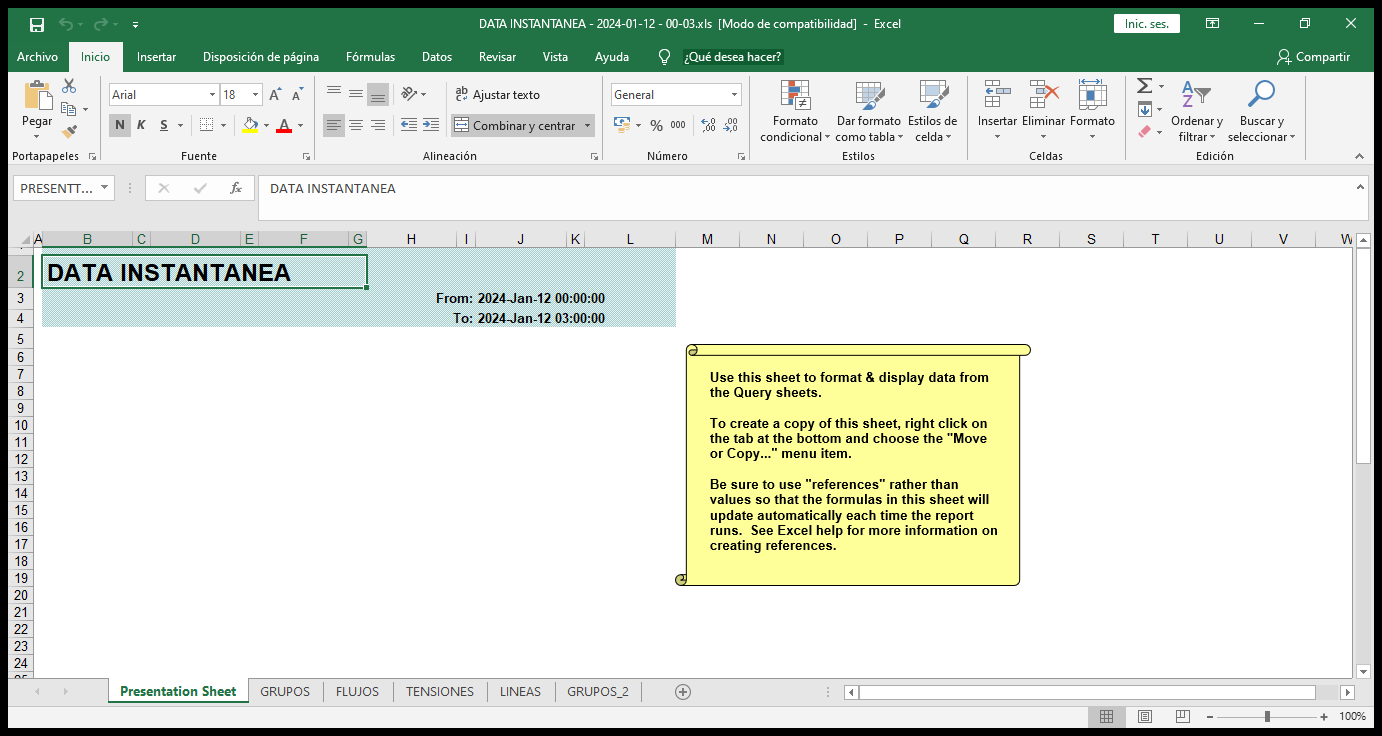 DATA INSTANTANEA - 2024-01-12 - 00-03.xls [Modo de compatibilidad] - Excel
Inic. ses.
Archivo Inicio Insertar Disposición de página Fórmulas Datos Revisar Vista Ayuda ¿Qué desea hacer? Compartir
Pegar
Portapapeles
Arial 18
N K S
Fuente
Ajustar texto
Combinar y centrar
Alineación
General
% 000
Número
Formato condicional
Dar formato como tabla
Estilos de celda
Estilos
Insertar Eliminar Formato
Celdas
Ordenar y filtrar
Buscar y seleccionar
Edición
PRESENTT... fx DATA INSTANTANEA
A B C D E F G H I J K L M N O P Q R S T U V W
2
3
4
5
6
7
8
9
10
11
12
13
14
15
16
17
18
19
20
21
22
23
24
25
DATA INSTANTANEA
From: 2024-Jan-12 00:00:00
To: 2024-Jan-12 03:00:00
Use this sheet to format & display data from
the Query sheets.
To create a copy of this sheet, right click on
the tab at the bottom and choose the "Move
or Copy..." menu item.
Be sure to use "references" rather than
values so that the formulas in this sheet will
update automatically each time the report
runs.  See Excel help for more information on
creating references.
Presentation Sheet GRUPOS FLUJOS TENSIONES LINEAS GRUPOS_2
100%